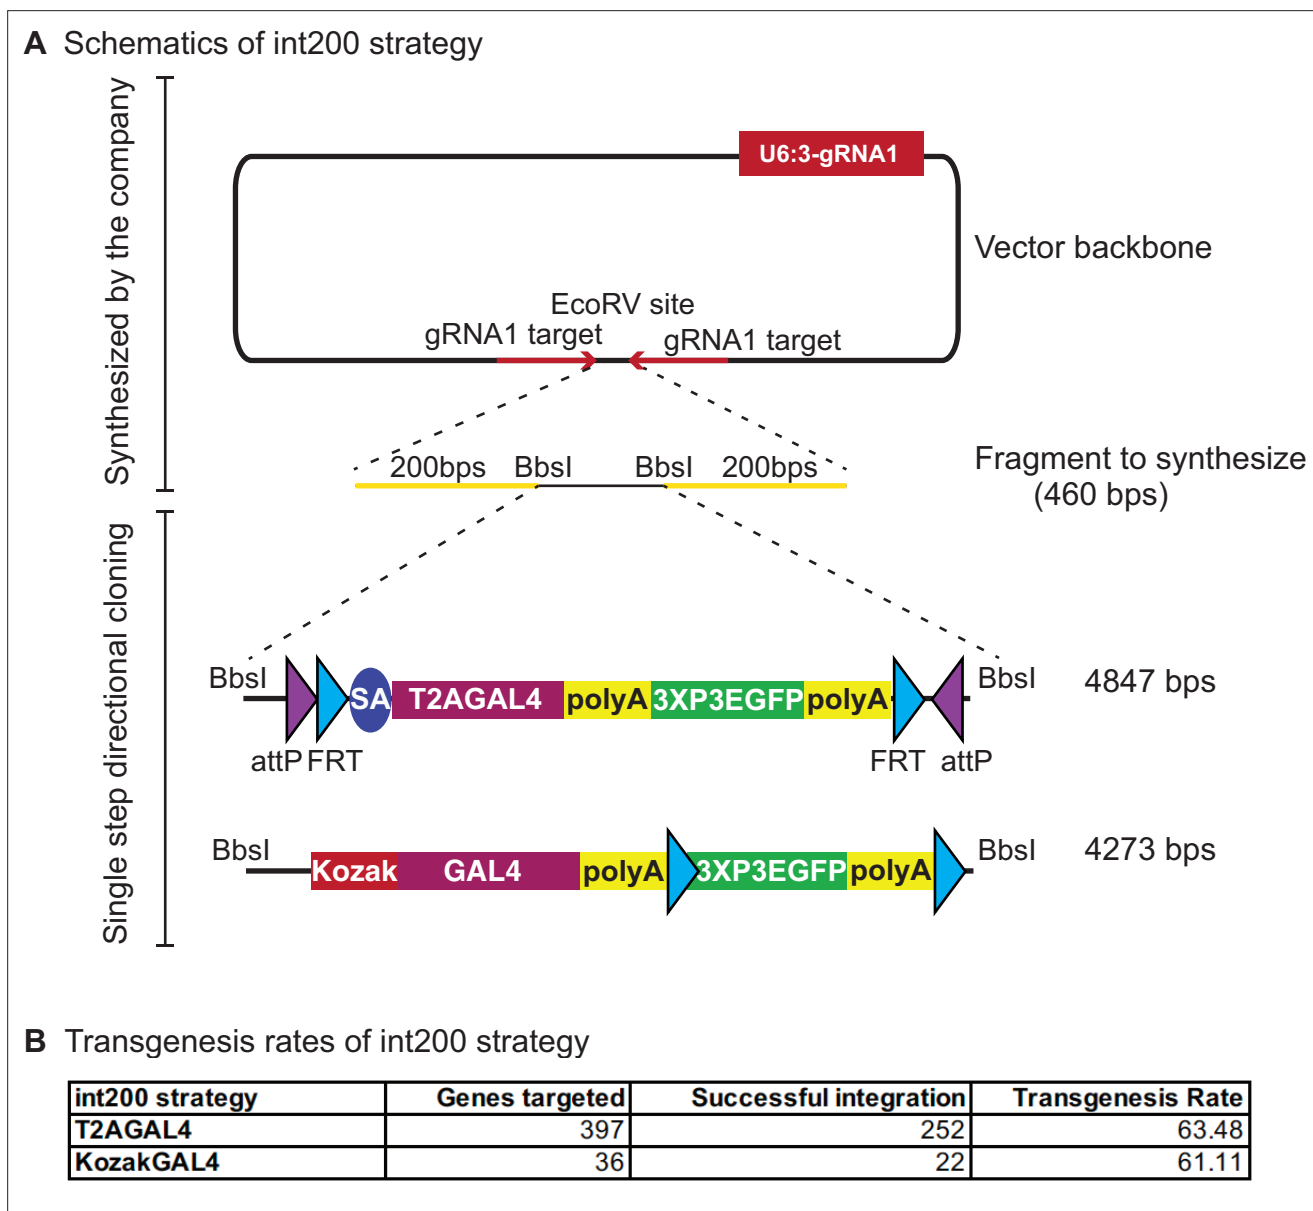 A Schematics of int200 strategy
Synthesized by the company
U6:3-gRNA1
Vector backbone
EcoRV site
gRNA1 target
gRNA1 target
200bps BbsI BbsI 200bps
Fragment to synthesize
(460 bps)
Single step directional cloning
BbsI SA T2AGAL4 polyA 3XP3EGFP polyA BbsI 4847 bps
attP FRT FRT attP
BbsI Kozak GAL4 polyA 3XP3EGFP polyA BbsI 4273 bps
B Transgenesis rates of int200 strategy
int200 strategy Genes targeted Successful integration Transgenesis Rate
T2AGAL4 397 252 63.48
KozakGAL4 36 22 61.11